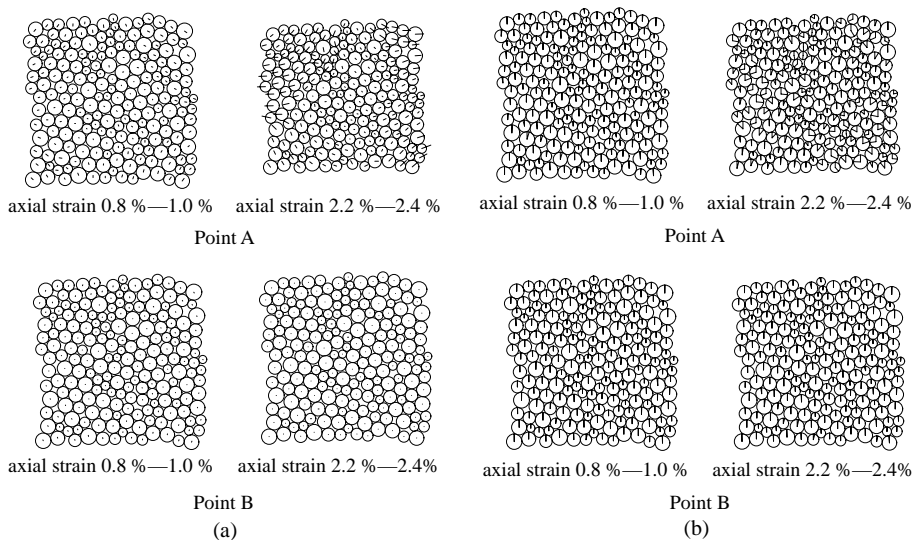 axial strain 0.8 %—1.0 %
axial strain 2.2 %—2.4 %
Point A
axial strain 0.8 %—1.0 %
axial strain 2.2 %—2.4%
Point B
(a)
axial strain 0.8 %—1.0 %
axial strain 2.2 %—2.4 %
Point A
axial strain 0.8 %—1.0 %
axial strain 2.2 %—2.4%
Point B
(b)